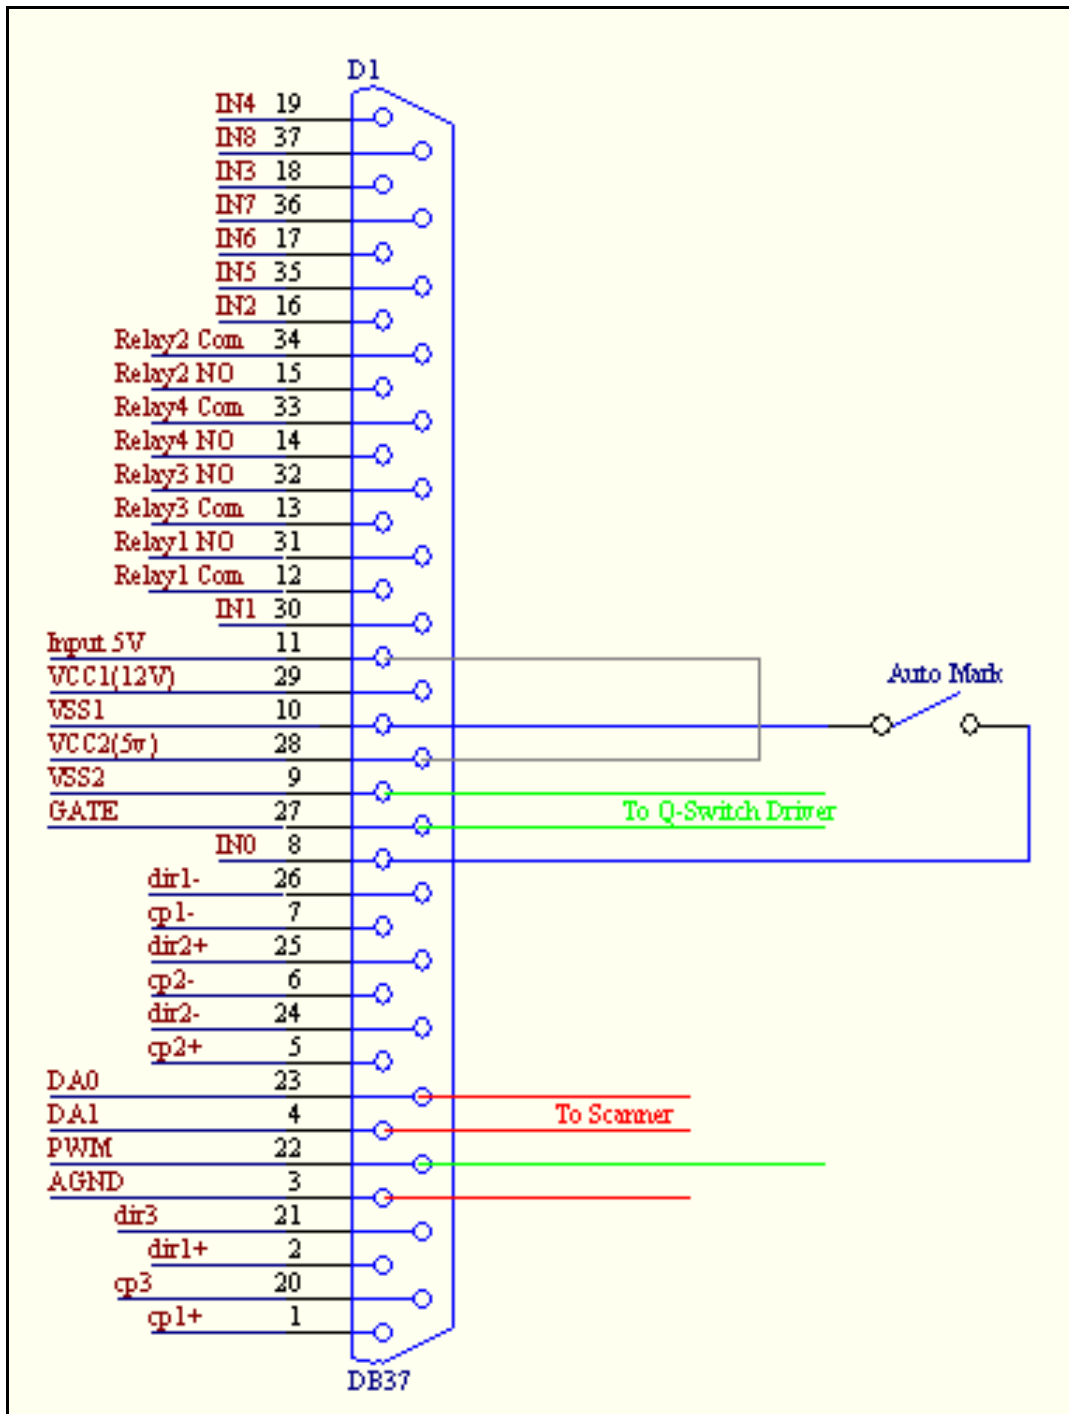 D1
IN4 19
IN8 37
IN3 18
IN7 36
IN6 17
IN5 35
IN2 16
Relay2 Com 34
Relay2 NO 15
Relay4 Com 33
Relay4 NO 14
Relay3 NO 32
Relay3 Com 13
Relay1 NO 31
Relay1 Com 12
IN1 30
Input 5V 11
VCC1(12V) 29
Auto Mark
VSS1 10
VCC2(5v) 28
VSS2 9
GATE 27
To Q-Switch Driver
IN0 8
dir1- 26
cp1- 7
dir2+ 25
cp2- 6
dir2- 24
cp2+ 5
DA0 23
DA1 4
To Scanner
PWM 22
AGND 3
dir3 21
dir1+ 2
cp3 20
cp1+ 1
DB37